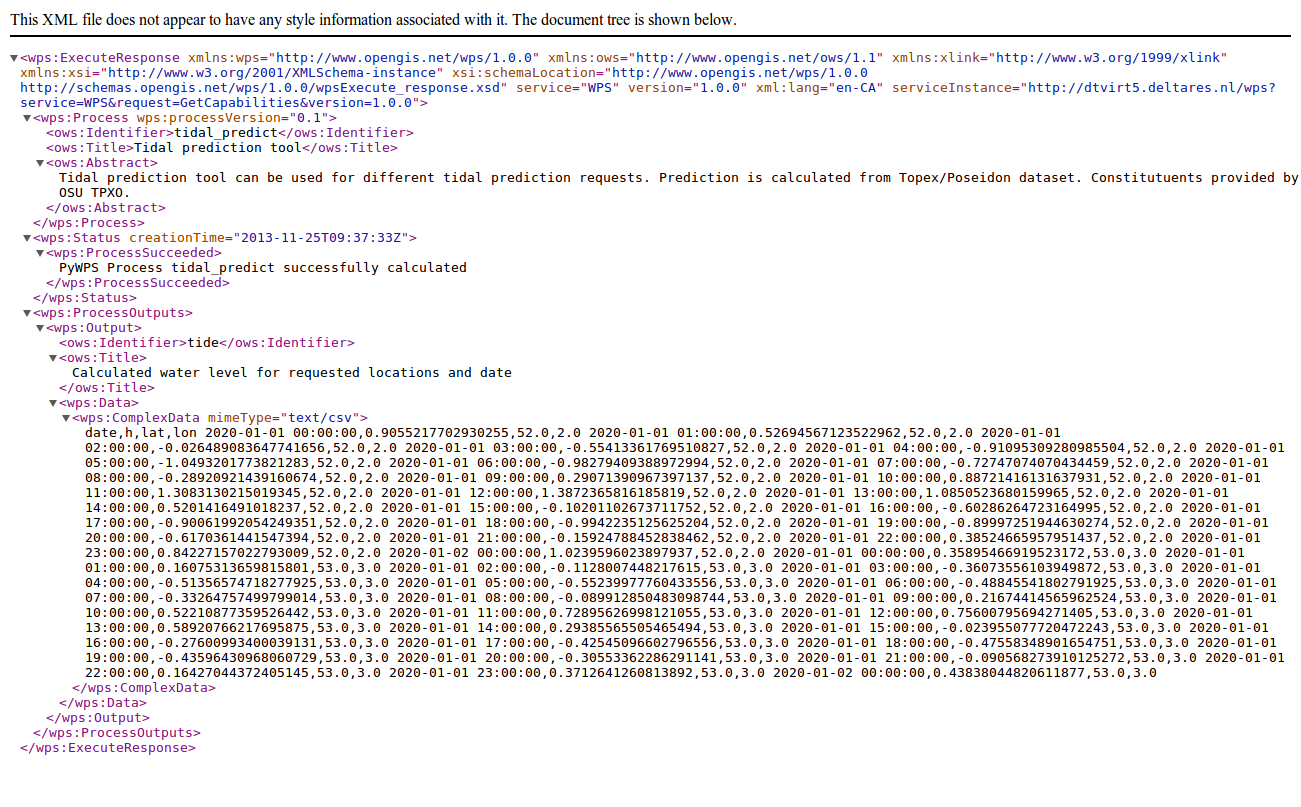 This XML file does not appear to have any style information associated with it. The document tree is shown below.
▼<wps:ExecuteResponse xmlns:wps="http://www.opengis.net/wps/1.0.0" xmlns:ows="http://www.opengis.net/ows/1.1" xmlns:xlink="http://www.w3.org/1999/xlink"
xmlns:xsi="http://www.w3.org/2001/XMLSchema-instance" xsi:schemaLocation="http://www.opengis.net/wps/1.0.0
http://schemas.opengis.net/wps/1.0.0/wpsExecute_response.xsd" service="WPS" version="1.0.0" xml:lang="en-CA" serviceInstance="http://dtvirt5.deltares.nl/wps?
service=WPS&request=GetCapabilities&version=1.0.0">
▼<wps:Process wps:processVersion="0.1">
<ows:Identifier>tidal_predict</ows:Identifier>
<ows:Title>Tidal prediction tool</ows:Title>
▼<ows:Abstract>
Tidal prediction tool can be used for different tidal prediction requests. Prediction is calculated from Topex/Poseidon dataset. Constitutuents provided by
OSU TPXO.
</ows:Abstract>
</wps:Process>
▼<wps:Status creationTime="2013-11-25T09:37:33Z">
▼<wps:ProcessSucceeded>
PyWPS Process tidal_predict successfully calculated
</wps:ProcessSucceeded>
</wps:Status>
▼<wps:ProcessOutputs>
▼<wps:Output>
<ows:Identifier>tide</ows:Identifier>
▼<ows:Title>
Calculated water level for requested locations and date
</ows:Title>
▼<wps:Data>
▼<wps:ComplexData mimeType="text/csv">
date,h,lat,lon 2020-01-01 00:00:00,0.9055217702930255,52.0,2.0 2020-01-01 01:00:00,0.52694567123522962,52.0,2.0 2020-01-01
02:00:00,-0.026489083647741656,52.0,2.0 2020-01-01 03:00:00,-0.55413361769510827,52.0,2.0 2020-01-01 04:00:00,-0.91095309280985504,52.0,2.0 2020-01-01
05:00:00,-1.0493201773821283,52.0,2.0 2020-01-01 06:00:00,-0.98279409388972994,52.0,2.0 2020-01-01 07:00:00,-0.72747074070434459,52.0,2.0 2020-01-01
08:00:00,-0.28920921439160674,52.0,2.0 2020-01-01 09:00:00,0.29071390967397137,52.0,2.0 2020-01-01 10:00:00,0.88721416131637931,52.0,2.0 2020-01-01
11:00:00,1.3083130215019345,52.0,2.0 2020-01-01 12:00:00,1.3872365816185819,52.0,2.0 2020-01-01 13:00:00,1.0850523680159965,52.0,2.0 2020-01-01
14:00:00,0.5201416491018237,52.0,2.0 2020-01-01 15:00:00,-0.10201102673711752,52.0,2.0 2020-01-01 16:00:00,-0.60286264723164995,52.0,2.0 2020-01-01
17:00:00,-0.90061992054249351,52.0,2.0 2020-01-01 18:00:00,-0.9942235125625204,52.0,2.0 2020-01-01 19:00:00,-0.89997251944630274,52.0,2.0 2020-01-01
20:00:00,-0.6170361441547394,52.0,2.0 2020-01-01 21:00:00,-0.15924788452838462,52.0,2.0 2020-01-01 22:00:00,0.38524665957951437,52.0,2.0 2020-01-01
23:00:00,0.84227157022793009,52.0,2.0 2020-01-02 00:00:00,1.0239596023897937,52.0,2.0 2020-01-01 00:00:00,0.35895466919523172,53.0,3.0 2020-01-01
01:00:00,0.16075313659815801,53.0,3.0 2020-01-01 02:00:00,-0.1128007448217615,53.0,3.0 2020-01-01 03:00:00,-0.36073556103949872,53.0,3.0 2020-01-01
04:00:00,-0.51356574718277925,53.0,3.0 2020-01-01 05:00:00,-0.55239977760433556,53.0,3.0 2020-01-01 06:00:00,-0.48845541802791925,53.0,3.0 2020-01-01
07:00:00,-0.33264757499799014,53.0,3.0 2020-01-01 08:00:00,-0.089912850483098744,53.0,3.0 2020-01-01 09:00:00,0.21674414565962524,53.0,3.0 2020-01-01
10:00:00,0.52210877359526442,53.0,3.0 2020-01-01 11:00:00,0.72895626998121055,53.0,3.0 2020-01-01 12:00:00,0.75600795694271405,53.0,3.0 2020-01-01
13:00:00,0.58920766217695875,53.0,3.0 2020-01-01 14:00:00,0.29385565505465494,53.0,3.0 2020-01-01 15:00:00,-0.023955077720472243,53.0,3.0 2020-01-01
16:00:00,-0.27600993400039131,53.0,3.0 2020-01-01 17:00:00,-0.42545096602796556,53.0,3.0 2020-01-01 18:00:00,-0.47558348901654751,53.0,3.0 2020-01-01
19:00:00,-0.43596430968060729,53.0,3.0 2020-01-01 20:00:00,-0.30553362286291141,53.0,3.0 2020-01-01 21:00:00,-0.090568273910125272,53.0,3.0 2020-01-01
22:00:00,0.16427044372405145,53.0,3.0 2020-01-01 23:00:00,0.3712641260813892,53.0,3.0 2020-01-02 00:00:00,0.43838044820611877,53.0,3.0
</wps:ComplexData>
</wps:Data>
</wps:Output>
</wps:ProcessOutputs>
</wps:ExecuteResponse>